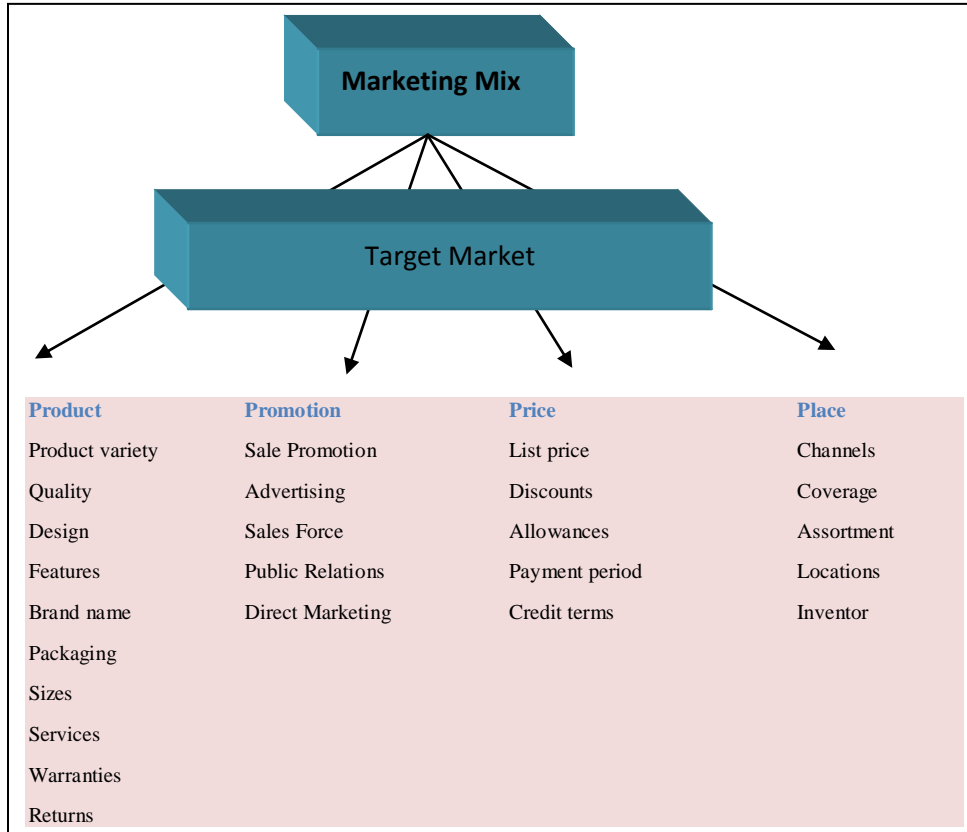 Marketing Mix
Target Market
Product Promotion Price Place
Product variety Sale Promotion List price Channels
Quality Advertising Discounts Coverage
Design Sales Force Allowances Assortment
Features Public Relations Payment period Locations
Brand name Direct Marketing Credit terms Inventor
Packaging
Sizes
Services
Warranties
Returns